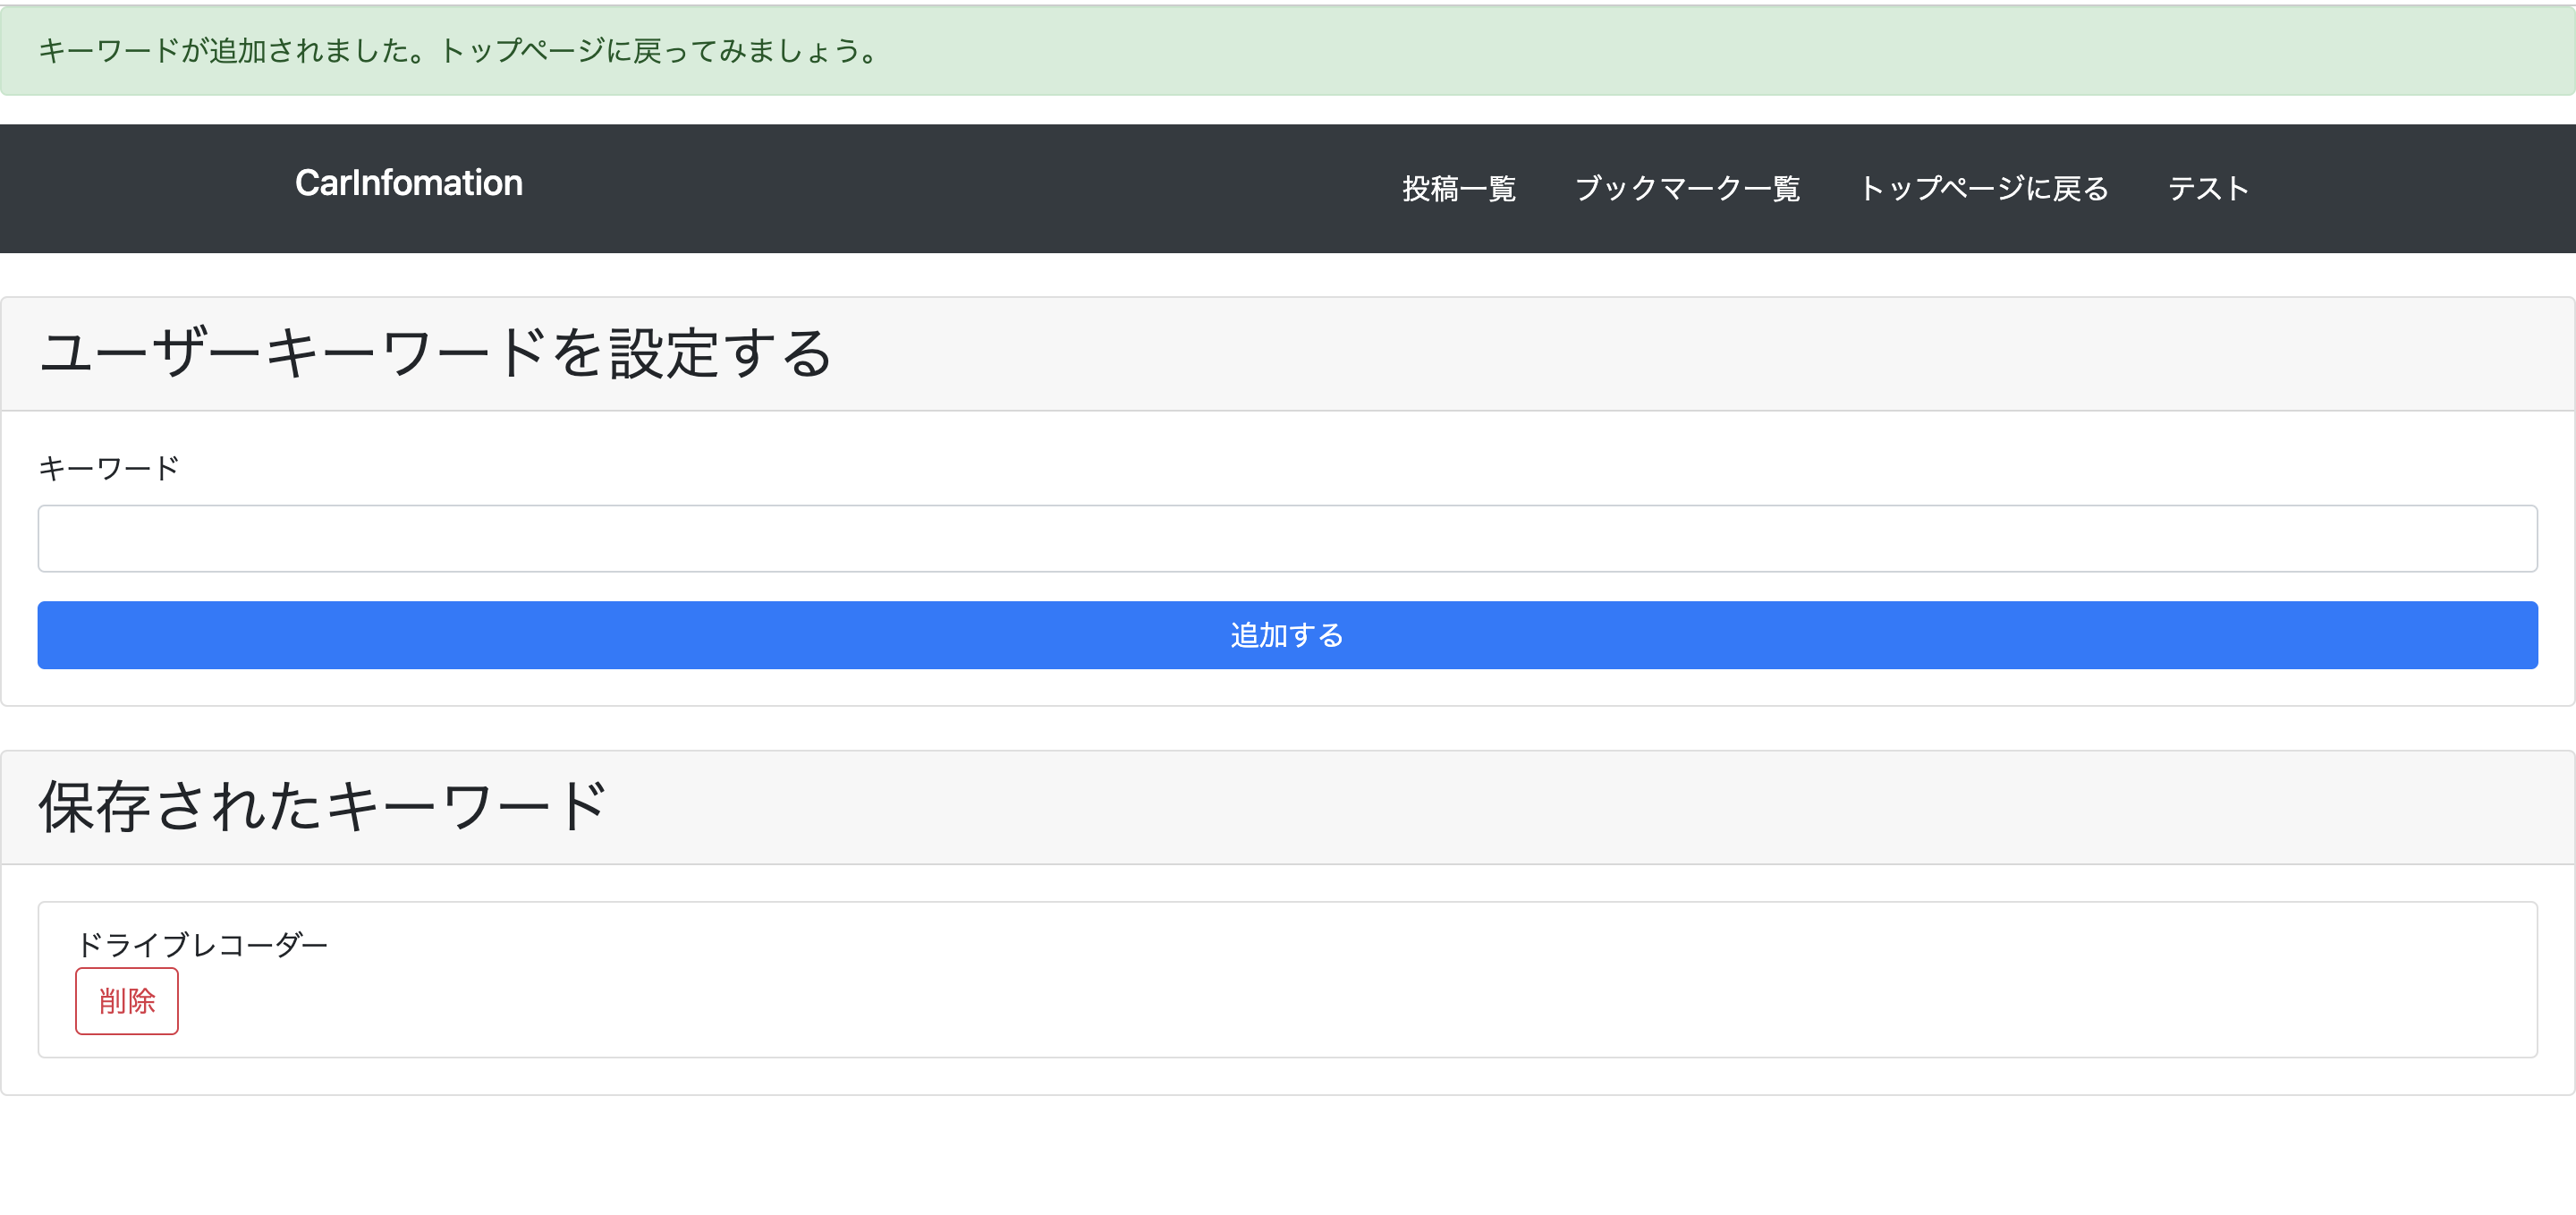 キーワードが追加されました。トップページに戻ってみましょう。
CarInfomation
投稿一覧 ブックマーク一覧 トップページに戻る テスト
ユーザーキーワードを設定する
キーワード
追加する
保存されたキーワード
ドライブレコーダー
削除